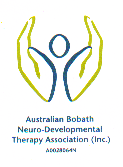 Australian Bobath
Neuro-Developmental
Therapy Association (Inc.)
A0028064N